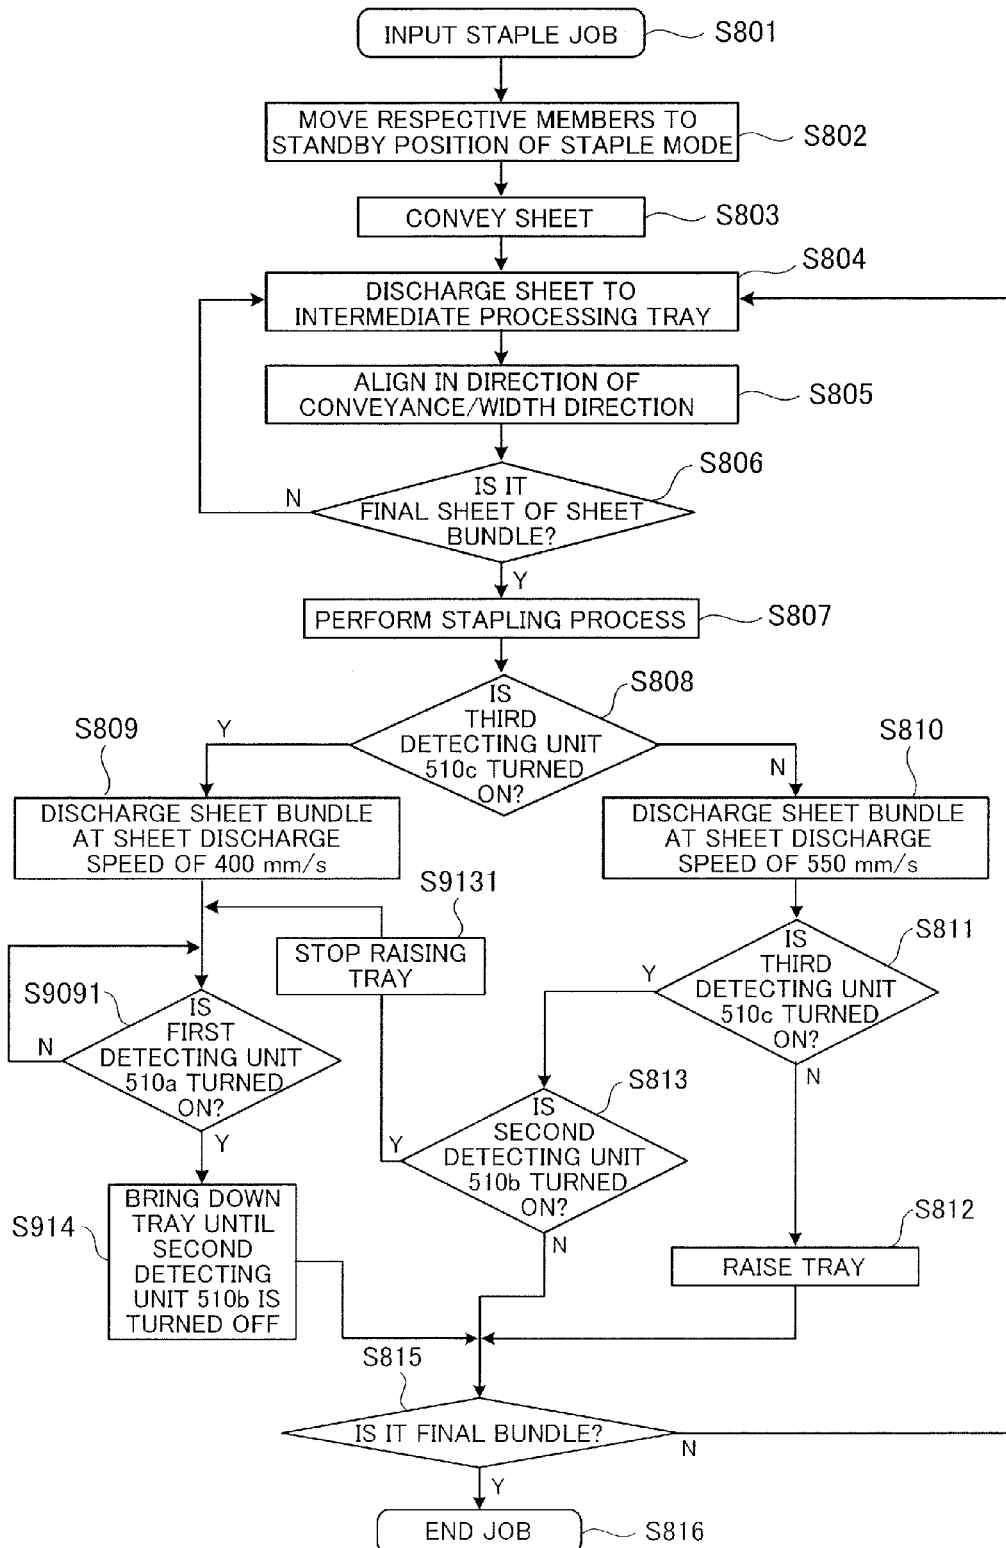 INPUT STAPLE JOB
S801
MOVE RESPECTIVE MEMBERS TO
STANDBY POSITION OF STAPLE MODE
S802
CONVEY SHEET
S803
S804
DISCHARGE SHEET TO
INTERMEDIATE PROCESSING TRAY
ALIGN IN DIRECTION OF
CONVEYANCE/WIDTH DIRECTION
S805
S806
IS IT
FINAL SHEET OF SHEET
BUNDLE?
N
Y
PERFORM STAPLING PROCESS
S807
S808
IS
THIRD
DETECTING UNIT
510c TURNED
ON?
Y
N
S809
DISCHARGE SHEET BUNDLE
AT SHEET DISCHARGE
SPEED OF 400 mm/s
S810
DISCHARGE SHEET BUNDLE
AT SHEET DISCHARGE
SPEED OF 550 mm/s
S9131
STOP RAISING
TRAY
S811
IS
THIRD
DETECTING UNIT
510c TURNED
ON?
Y
N
S9091
IS
FIRST
DETECTING UNIT
510a TURNED
ON?
N
Y
S813
IS
SECOND
DETECTING UNIT
510b TURNED
ON?
Y
N
S914
BRING DOWN
TRAY UNTIL
SECOND
DETECTING
UNIT 510b IS
TURNED OFF
S812
RAISE TRAY
S815
IS IT FINAL BUNDLE?
N
Y
END JOB
S816